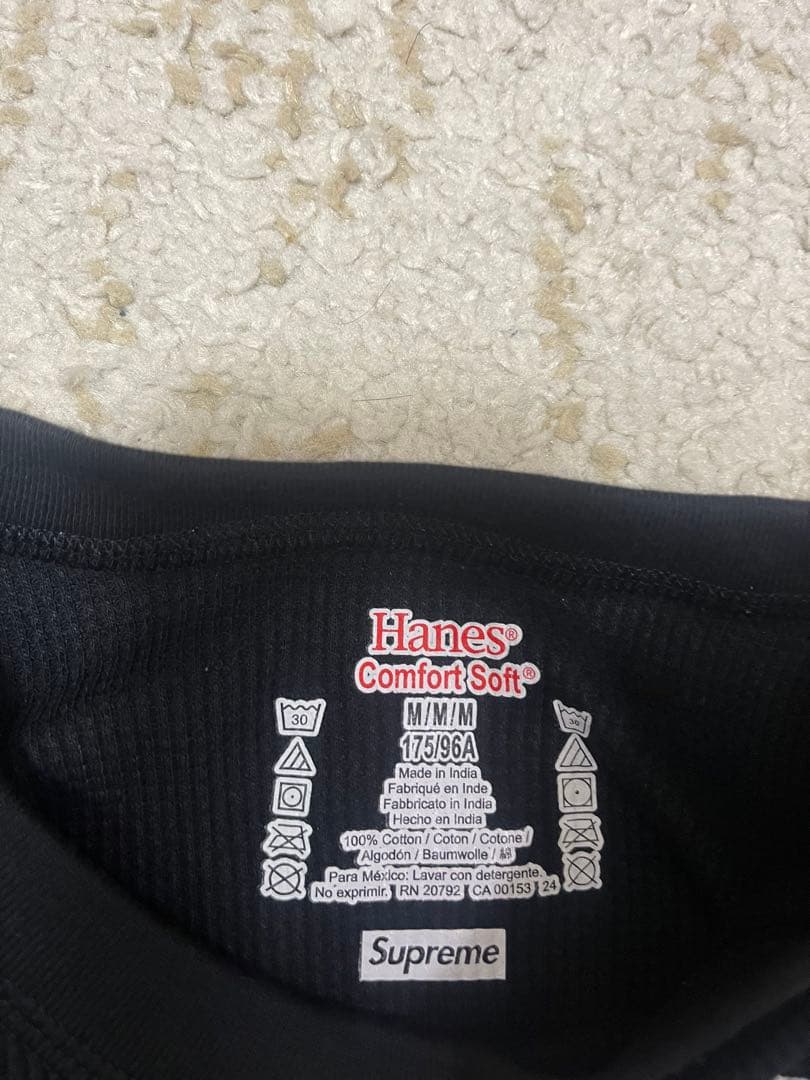 Hanes®
Comfort Soft®
30
30
M/M/M
175/96A
Made in India
Fabriqué en Inde
Fabbricato in India
Hecho en India
100% Cotton / Coton / Cotone /
Algodón / Baumwolle /
Para México: Lavar con detergente.
No exprimir. RN 20792 CA 00153 24
Supreme